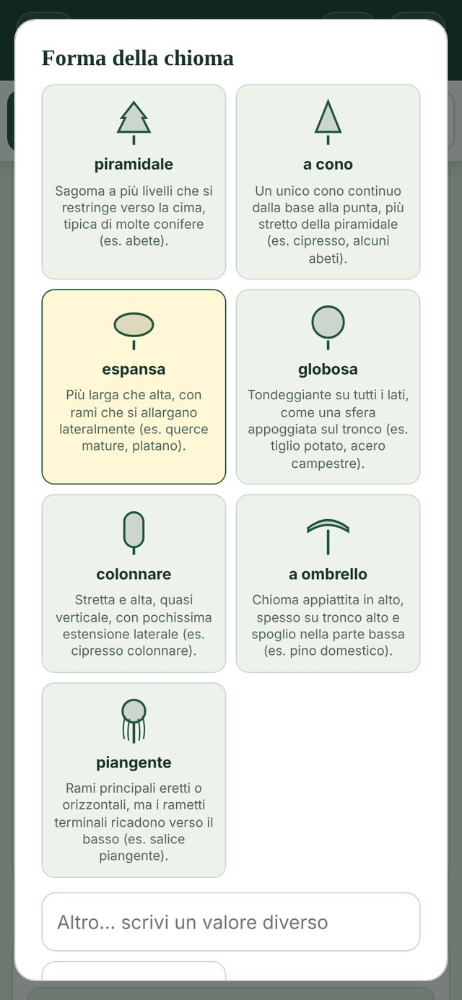 Forma della chioma
piramidale
Sagoma a più livelli che si
restringe verso la cima,
tipica di molte conifere
(es. abete).
a cono
Un unico cono continuo
dalla base alla punta, più
stretto della piramidale
(es. cipresso, alcuni
abeti).
espansa
Più larga che alta, con
rami che si allargano
lateralmente (es. querce
mature, platano).
globosa
Tondeggiante su tutti i lati,
come una sfera
appoggiata sul tronco (es.
tiglio potato, acero
campestre).
colonnare
Stretta e alta, quasi
verticale, con pochissima
estensione laterale (es.
cipresso colonnare).
a ombrello
Chioma appiattita in alto,
spesso su tronco alto e
spoglio nella parte bassa
(es. pino domestico).
piangente
Rami principali eretti o
orizzontali, ma i rametti
terminali ricadono verso il
basso (es. salice
piangente).
Altro... scrivi un valore diverso